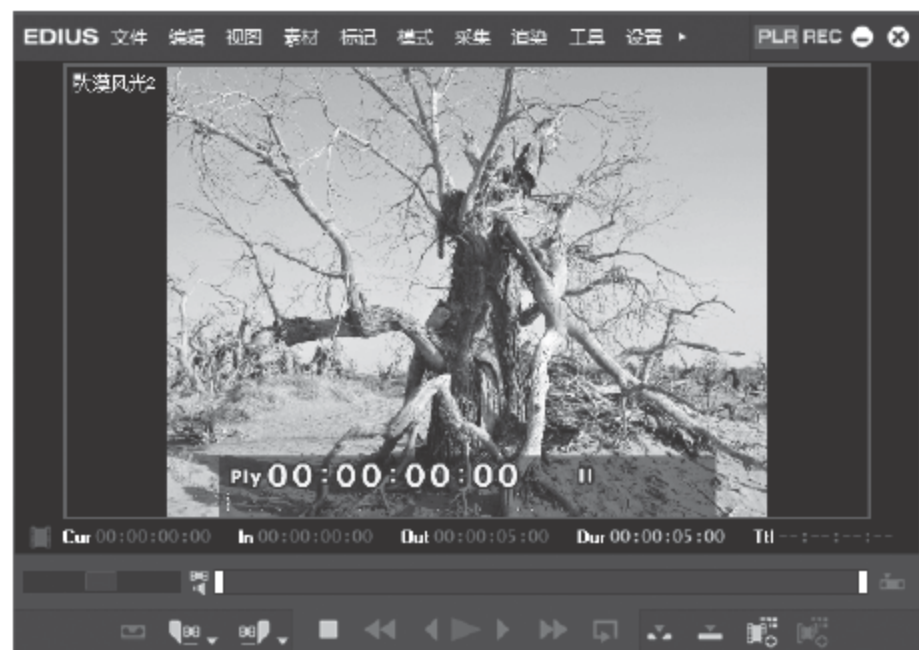 EDIUS 文件 编辑 视图 素材 标记 模式 采集 渲染 工具 设置 PLR REC
漠风光2
Ply 00:00:00:00
Cur 00:00:00:00 In 00:00:00:00 Out 00:00:05:00 Dur 00:00:05:00 Ttl --:--:--:--